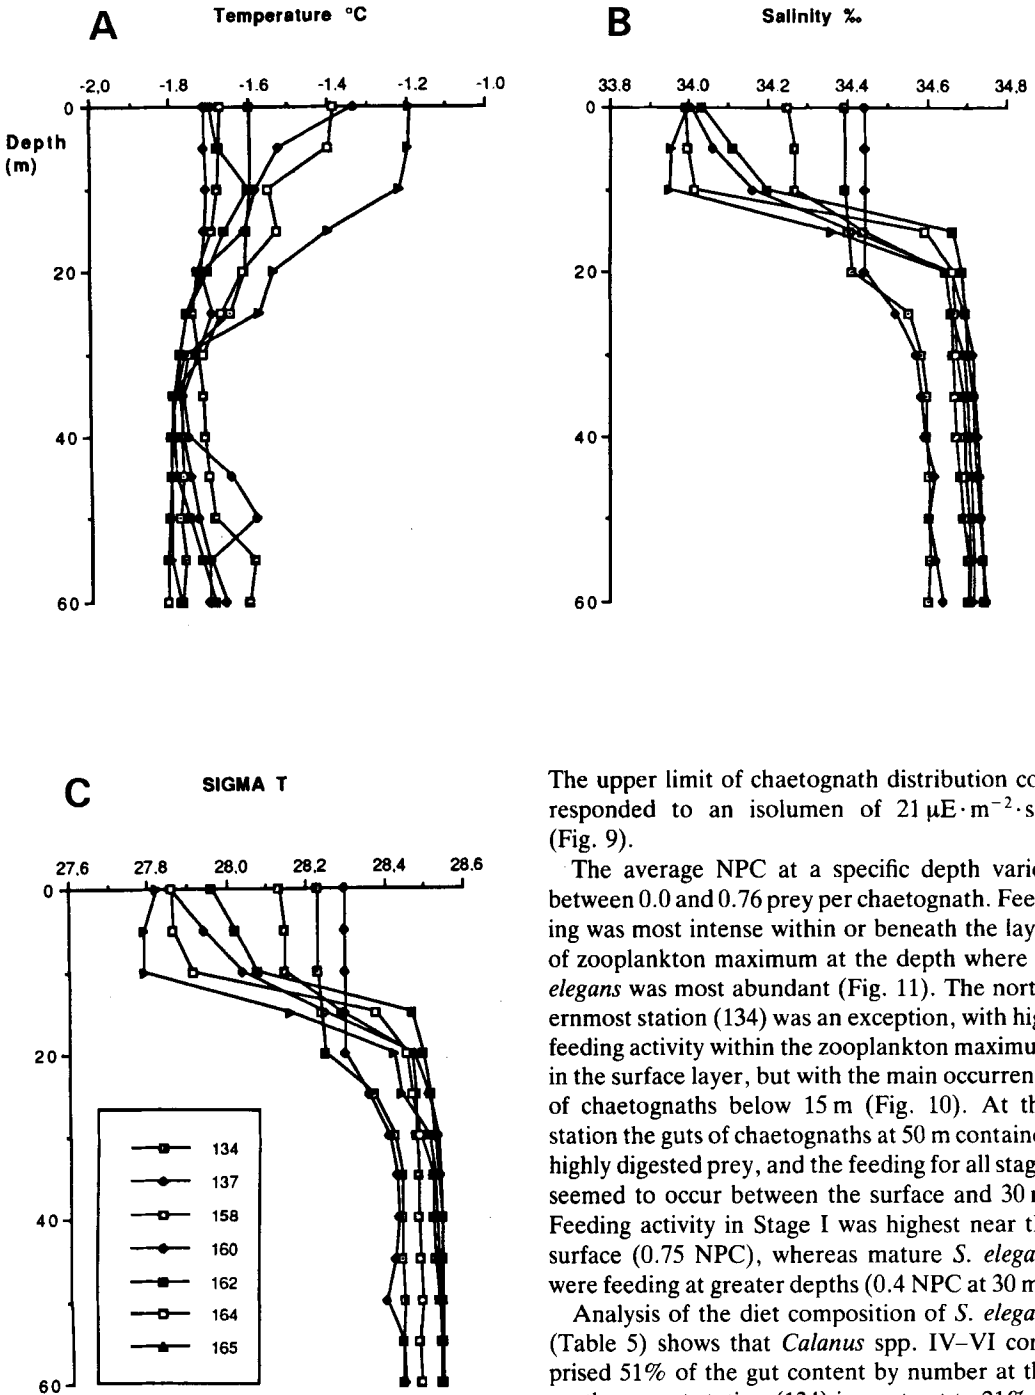 A
Temperature °C
-2,0 -1.8 -1.6 -1.4 -1.2 -1.0
Depth
(m)
0
20
40
60
B
Salinity ‰
33.8 34.0 34.2 34.4 34.6 34.8
0
20
40
60
C
SIGMA T
27.6 27.8 28.0 28.2 28.4 28.6
0
20
40
60
134
137
158
160
162
164
165
The upper limit of chaetognath distribution co
responded to an isolumen of 21 μE·m⁻²·s
(Fig. 9).
The average NPC at a specific depth varie
between 0.0 and 0.76 prey per chaetognath. Fee
ing was most intense within or beneath the lay
of zooplankton maximum at the depth where
elegans was most abundant (Fig. 11). The nort
ernmost station (134) was an exception, with hig
feeding activity within the zooplankton maximu
in the surface layer, but with the main occurren
of chaetognaths below 15 m (Fig. 10). At th
station the guts of chaetognaths at 50 m containe
highly digested prey, and the feeding for all stag
seemed to occur between the surface and 30 m
Feeding activity in Stage I was highest near th
surface (0.75 NPC), whereas mature S. elega
were feeding at greater depths (0.4 NPC at 30 m
Analysis of the diet composition of S. elega
(Table 5) shows that Calanus spp. IV–VI con
prised 51% of the gut content by number at th